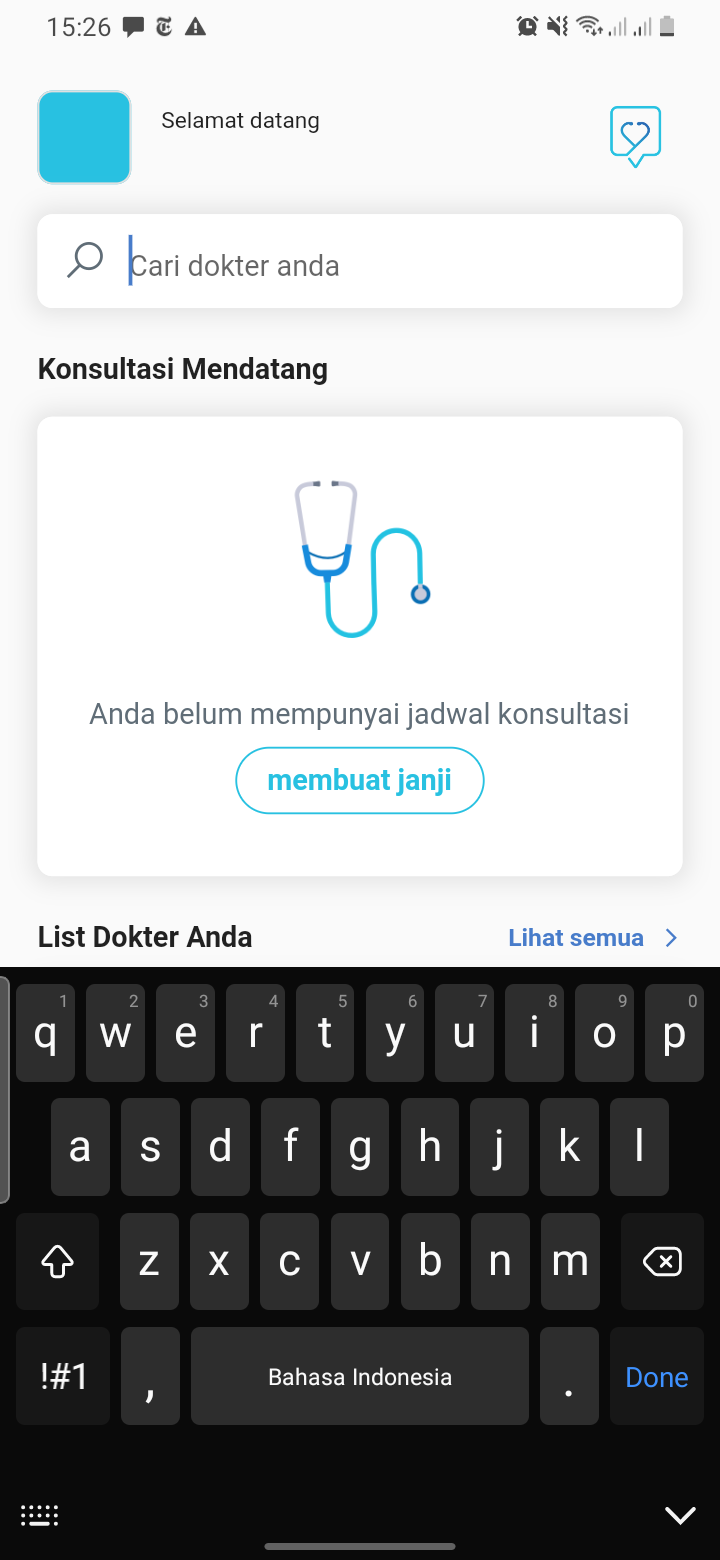 15:26
Selamat datang
Cari dokter anda
Konsultasi Mendatang
Anda belum mempunyai jadwal konsultasi
membuat janji
List Dokter Anda Lihat semua
1 2 3 4 5 6 7 8 9 0
q w e r t y u i o p
a s d f g h j k l
z x c v b n m
!#1 , Bahasa Indonesia . Done